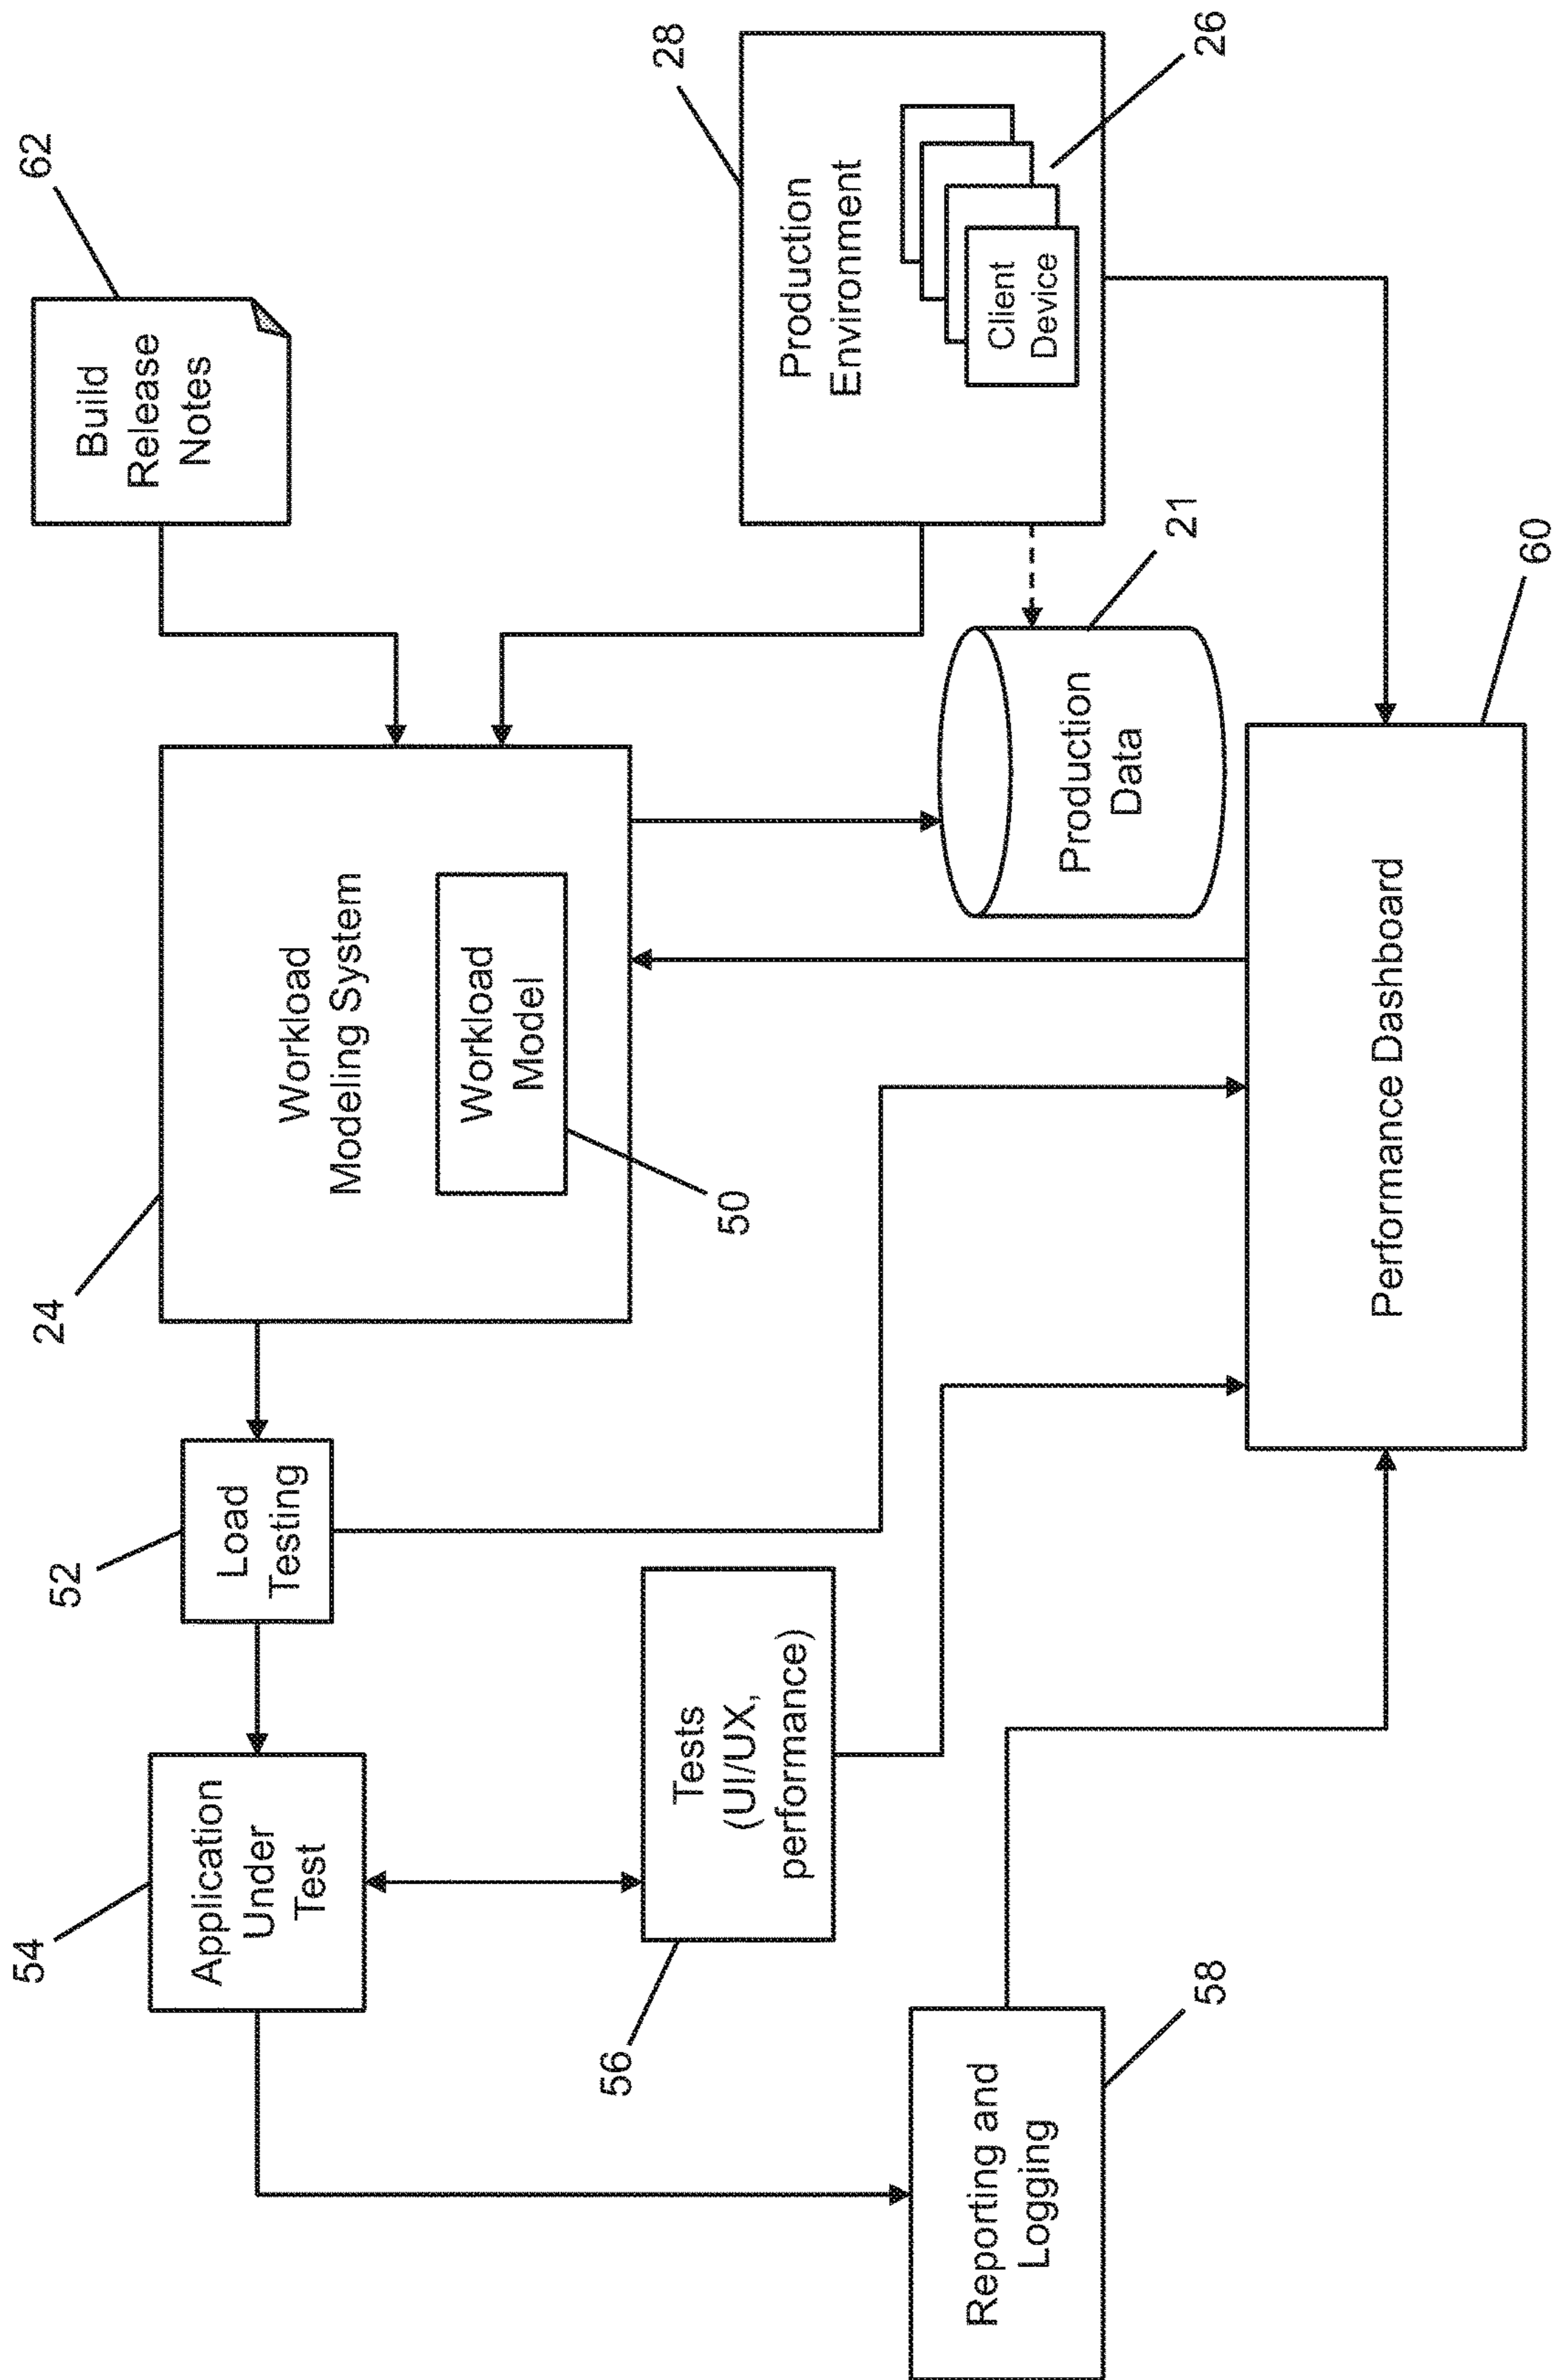 54
52
24
62
Application
Under
Test
Load
Testing
Workload
Modeling System
Workload
Model
50
Build
Release
Notes
56
Tests
(UI/UX,
performance)
28
Production
Environment
Client
Device
26
Reporting and
Logging
58
Production
Data
21
Performance Dashboard
60